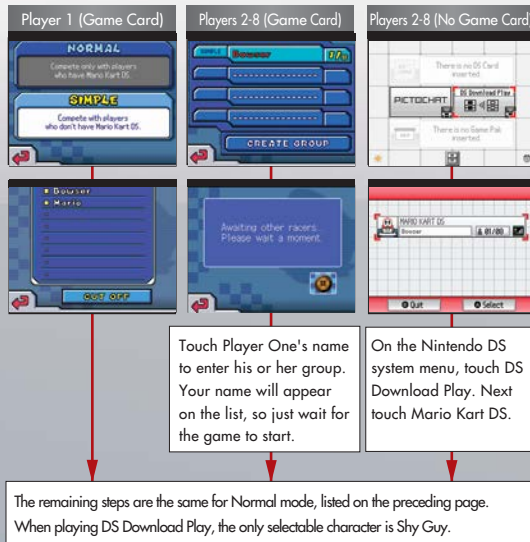 Player 1 (Game Card)
Players 2-8 (Game Card)
Players 2-8 (No Game Card)
NORMAL
Compete only with players
who have Mario Kart DS.
SIMPLE
Compete with players
who don't have Mario Kart DS.
SIMPLE Bowser
CREATE GROUP
There is no DS Card
inserted.
PICTOCHAT
DS Download Play
There is no Game Pak
inserted.
Bowser
Mario
CUT OFF
Awaiting other racers.
Please wait a moment.
MARIO KART DS
Bowser
01/08
Quit
Select
Touch Player One's name
to enter his or her group.
Your name will appear
on the list, so just wait for
the game to start.
On the Nintendo DS
system menu, touch DS
Download Play. Next
touch Mario Kart DS.
The remaining steps are the same for Normal mode, listed on the preceding page.
When playing DS Download Play, the only selectable character is Shy Guy.